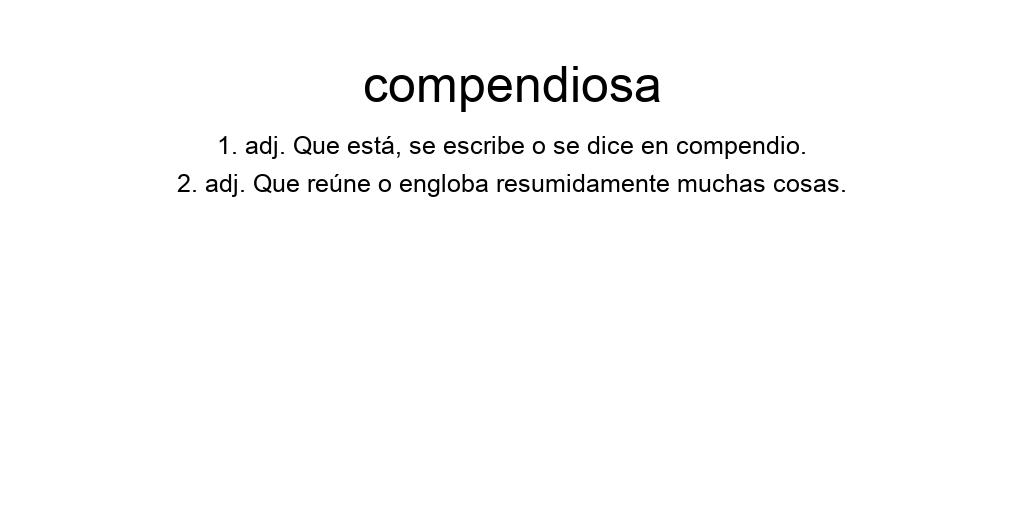 compendiosa
1. adj. Que está, se escribe o se dice en compendio.
2. adj. Que reúne o engloba resumidamente muchas cosas.